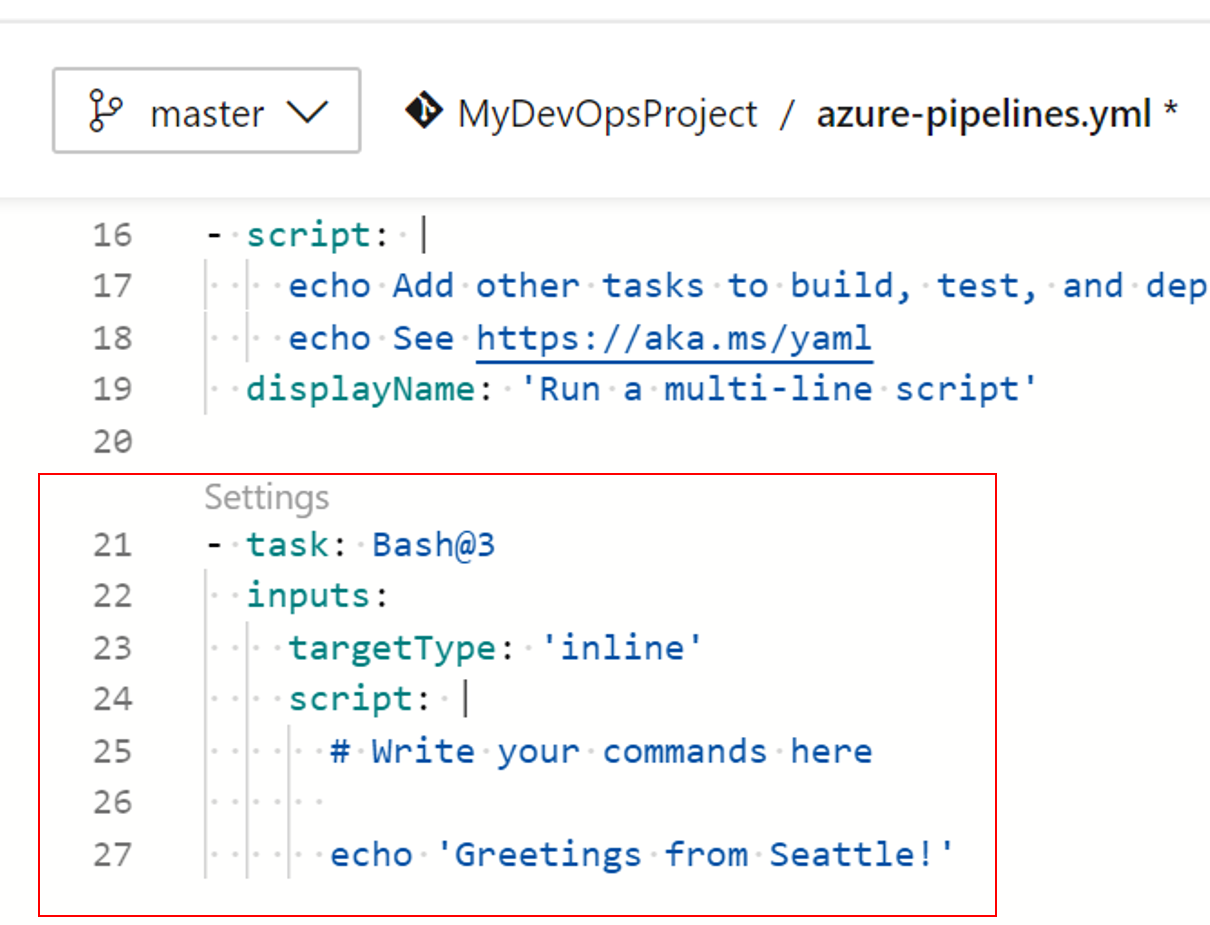 master MyDevOpsProject / azure-pipelines.yml *
16 - script: |
17 echo Add other tasks to build, test, and dep
18 echo See https://aka.ms/yaml
19 displayName: 'Run a multi-line script'
20
Settings
21 - task: Bash@3
22 inputs:
23 targetType: 'inline'
24 script: |
25 # Write your commands here
26
27 echo 'Greetings from Seattle!'